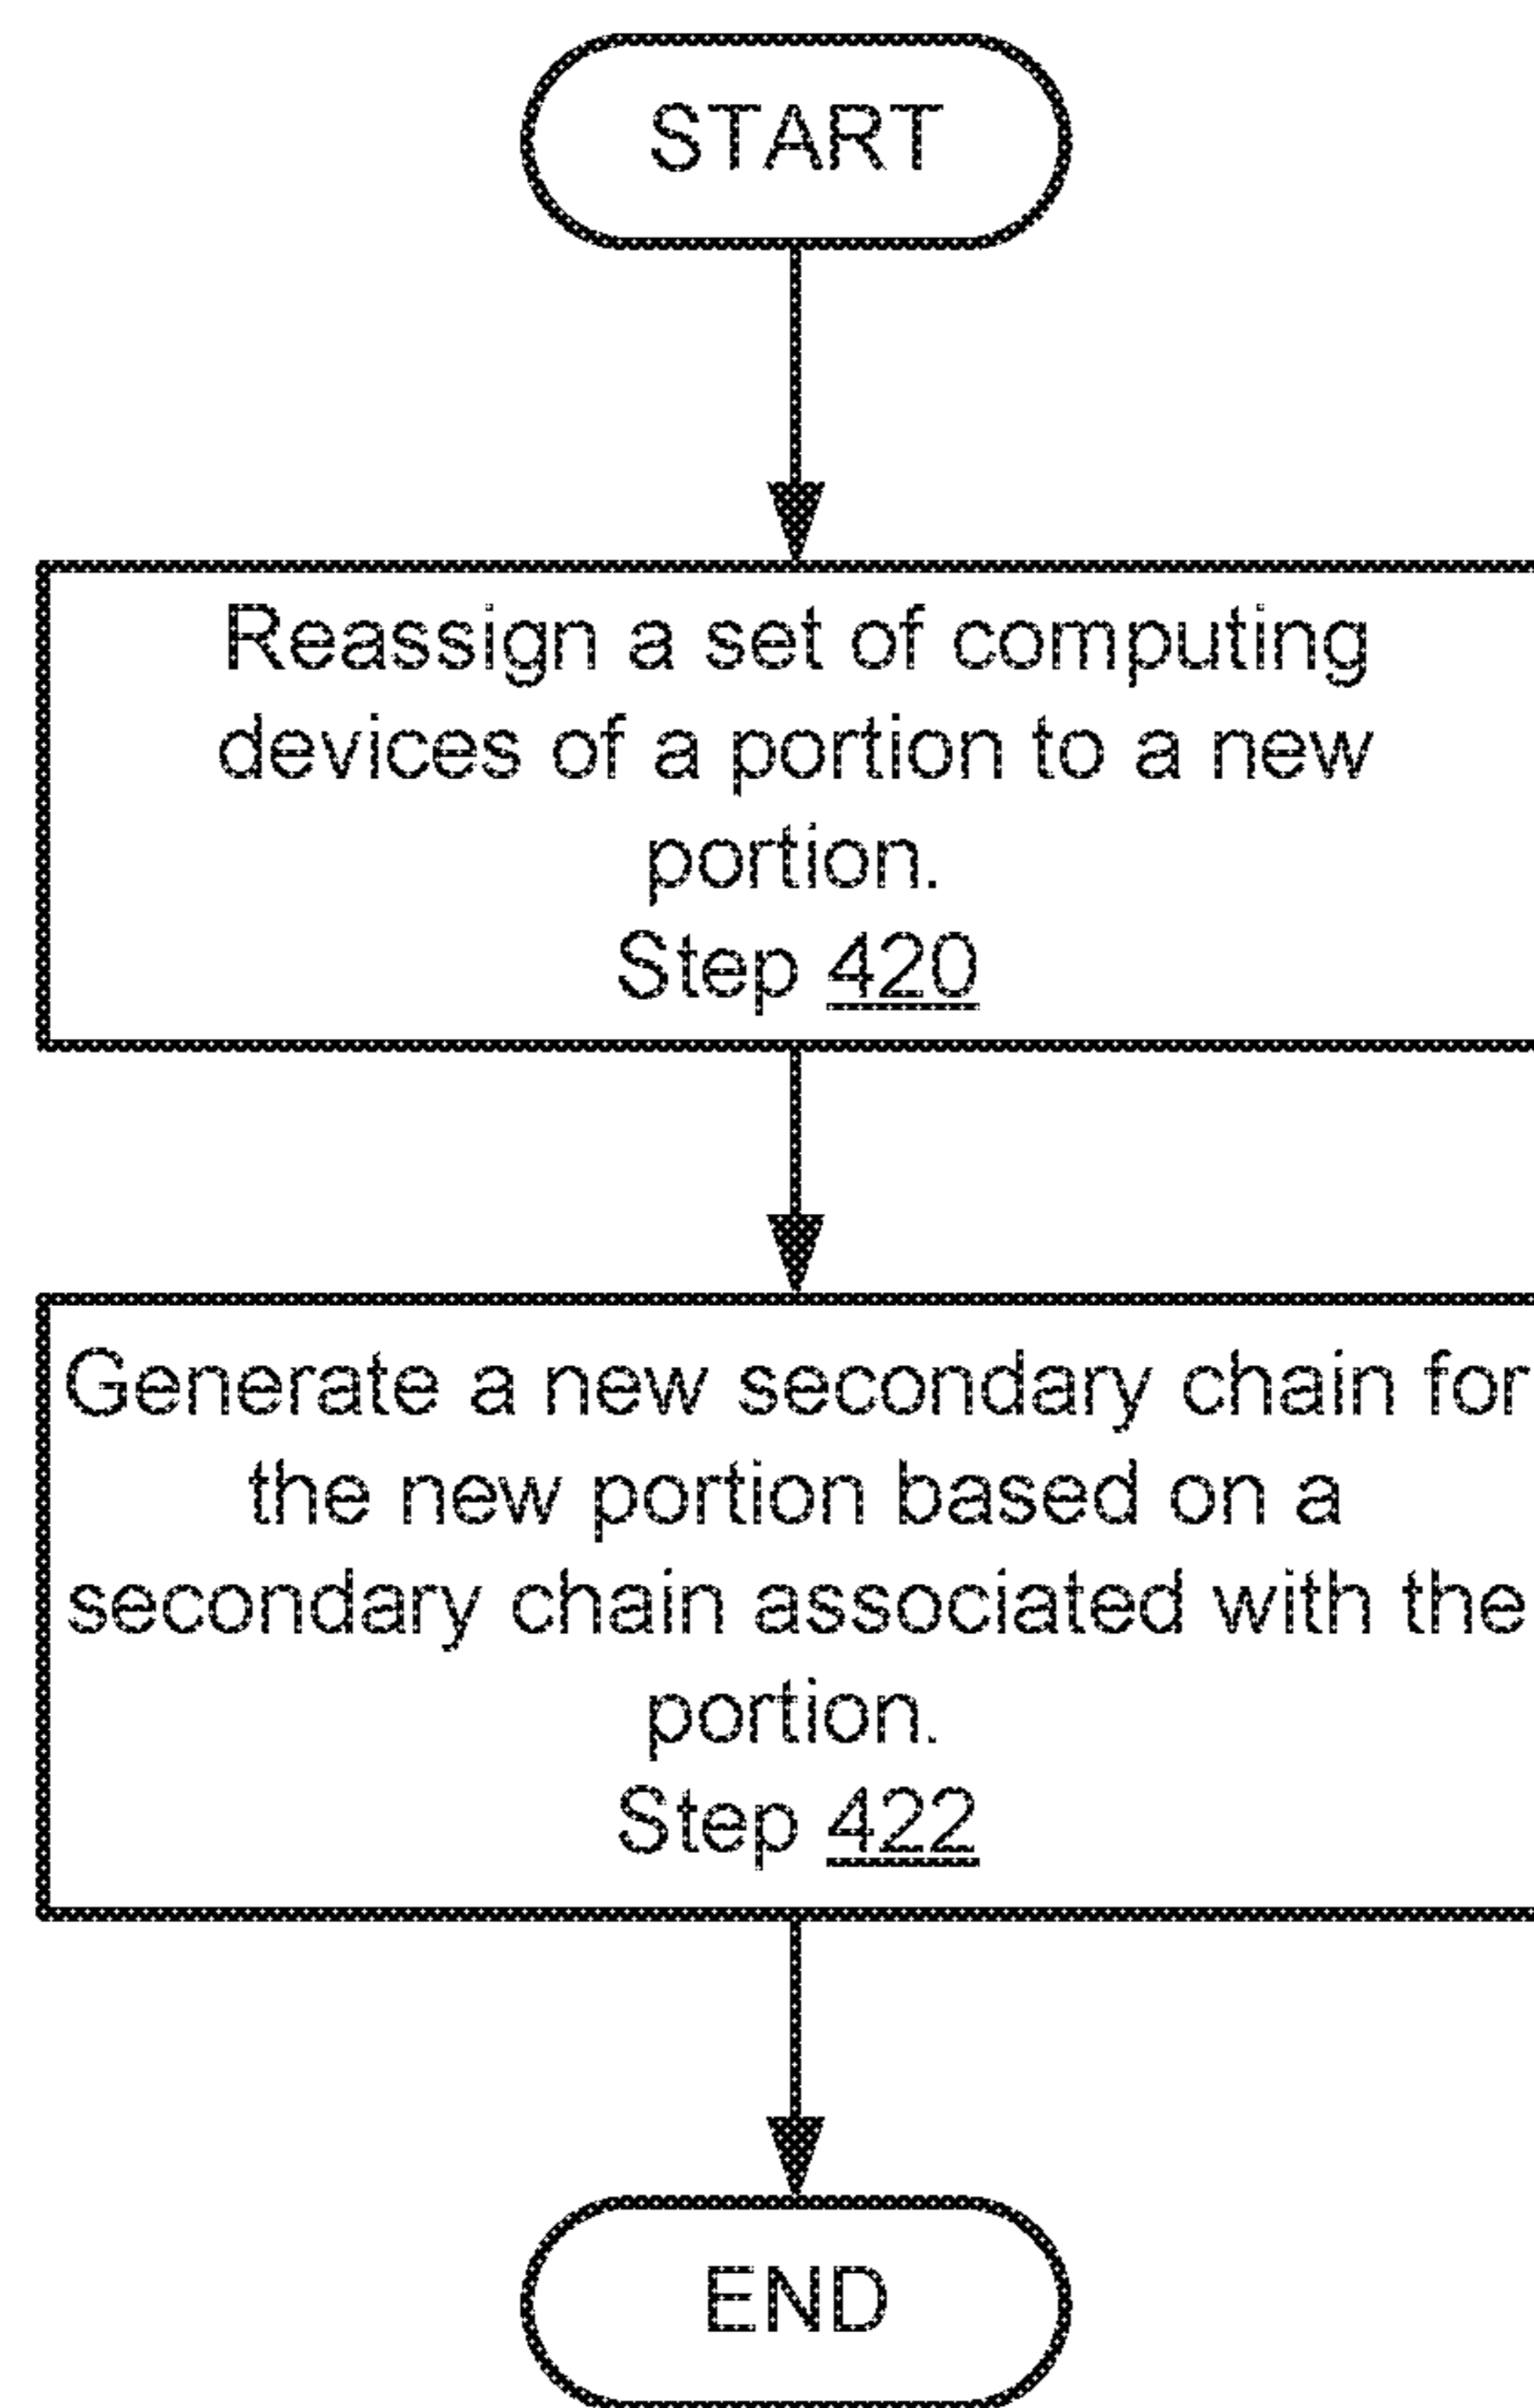 START
Reassign a set of computing
devices of a portion to a new
portion.
Step 420
Generate a new secondary chain for
the new portion based on a
secondary chain associated with the
portion.
Step 422
END